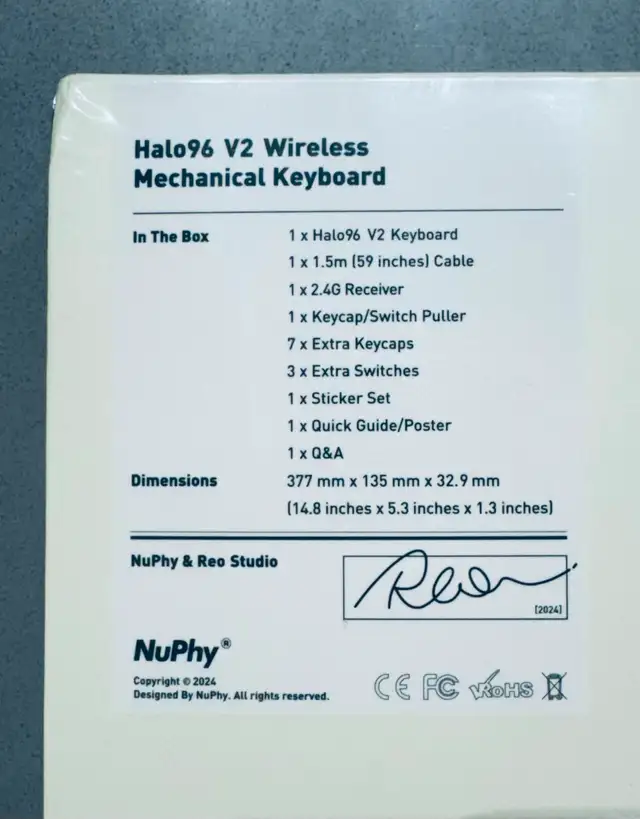 Halo96 V2 Wireless
Mechanical Keyboard
In The Box 1 x Halo96 V2 Keyboard
1 x 1.5m (59 inches) Cable
1 x 2.4G Receiver
1 x Keycap/Switch Puller
7 x Extra Keycaps
3 x Extra Switches
1 x Sticker Set
1 x Quick Guide/Poster
1 x Q&A
Dimensions 377 mm x 135 mm x 32.9 mm
(14.8 inches x 5.3 inches x 1.3 inches)
NuPhy & Reo Studio
Reo
[2024]
NuPhy®
Copyright © 2024
Designed By NuPhy. All rights reserved.
CE FC RoHS